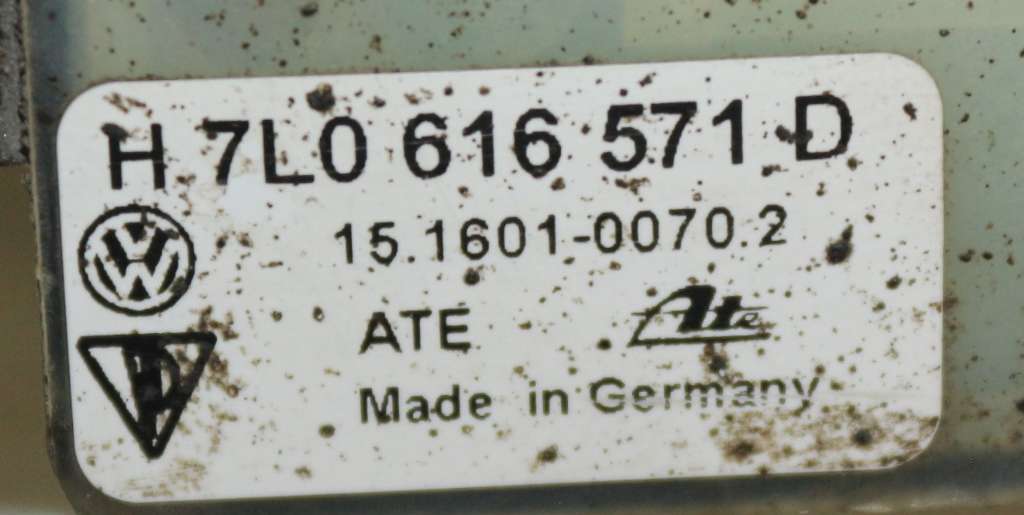 H 7L0 616 571 D
15.1601-0070.2
ATE Ate
Made in Germany